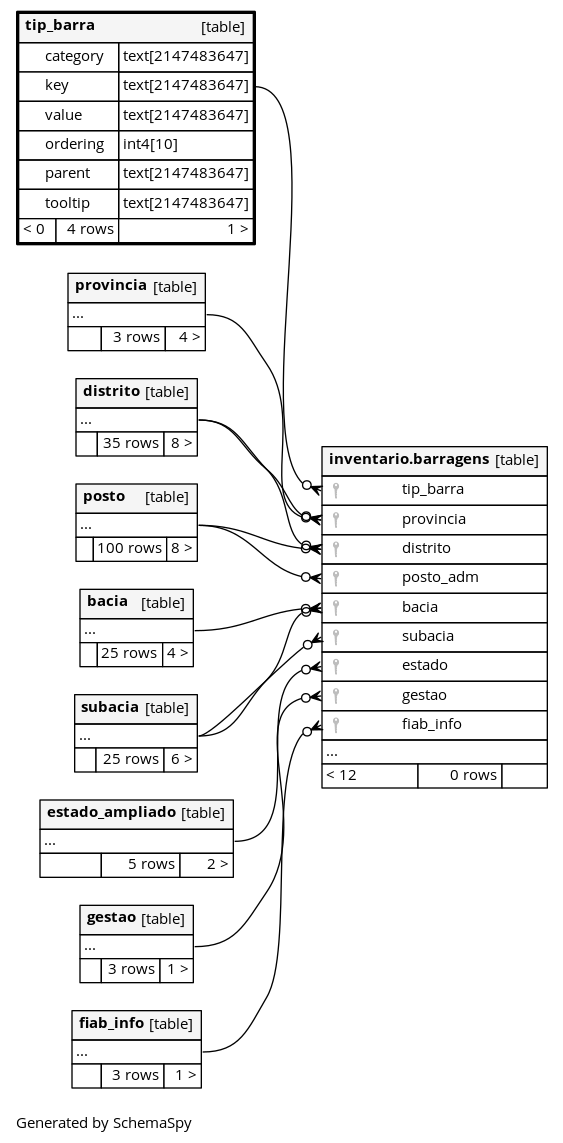 tip_barra [table]
category text[2147483647]
key text[2147483647]
value text[2147483647]
ordering int4[10]
parent text[2147483647]
tooltip text[2147483647]
< 0 4 rows 1 >
provincia [table]
...
3 rows 4 >
distrito [table]
...
35 rows 8 >
posto [table]
...
100 rows 8 >
bacia [table]
...
25 rows 4 >
subacia [table]
...
25 rows 6 >
estado_ampliado [table]
...
5 rows 2 >
gestao [table]
...
3 rows 1 >
fiab_info [table]
...
3 rows 1 >
inventario.barragens [table]
tip_barra
provincia
distrito
posto_adm
bacia
subacia
estado
gestao
fiab_info
...
< 12 0 rows
Generated by SchemaSpy